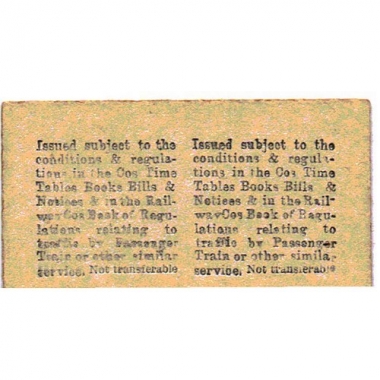 Issued subject to the
conditions & regula-
tions in the Cos Time
Tables Books Bills &
Notices & in the Rail-
way Cos Book of Regu-
lations relating to
traffic by Passenger
Train or other similar
service. Not transferable
Issued subject to the
conditions & regula-
tions in the Cos Time
Tables Books Bills &
Notices & in the Rail-
way Cos Book of Regu-
lations relating to
traffic by Passenger
Train or other similar
service. Not transferable